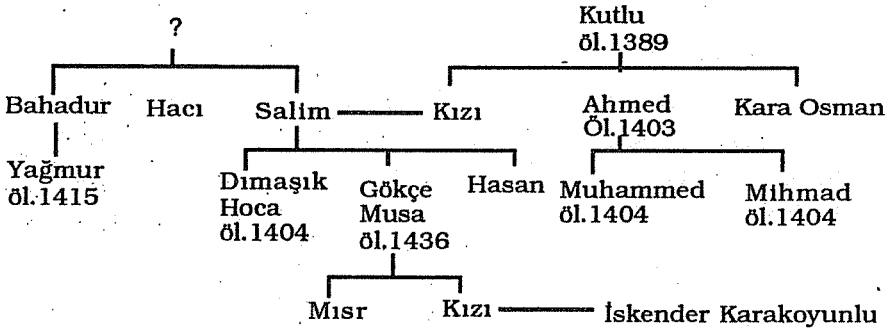 ?
Kutlu
öl.1389
Bahadur Hacı Salim Kızı Ahmed Kara Osman
Öl.1403
Yağmur
öl.1415
Dımaşık
Hoca
öl.1404
Gökçe
Musa
öl.1436
Hasan
Muhammed
öl.1404
Mihmad
öl.1404
Mısr Kızı İskender Karakoyunlu